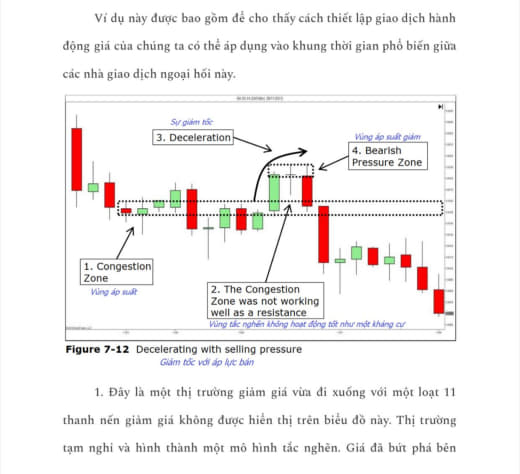 Ví dụ này được bao gồm để cho thấy cách thiết lập giao dịch hành
động giá của chúng ta có thể áp dụng vào khung thời gian phổ biến giữa
các nhà giao dịch ngoại hối này.
Sự giảm tốc
3. Deceleration
Vùng áp suất giảm
4. Bearish
Pressure Zone
1. Congestion
Zone
Vùng áp suất
2. The Congestion
Zone was not working
well as a resistance
Vùng tắc nghẽn không hoạt động tốt như một kháng cự
Figure 7-12 Decelerating with selling pressure
Giảm tốc với áp lực bán
1. Đây là một thị trường giảm giá vừa đi xuống với một loạt 11
thanh nến giảm giá không được hiển thị trên biểu đồ này. Thị trường
tạm nghỉ và hình thành một mô hình tắc nghẽn. Giá đã bứt phá bên